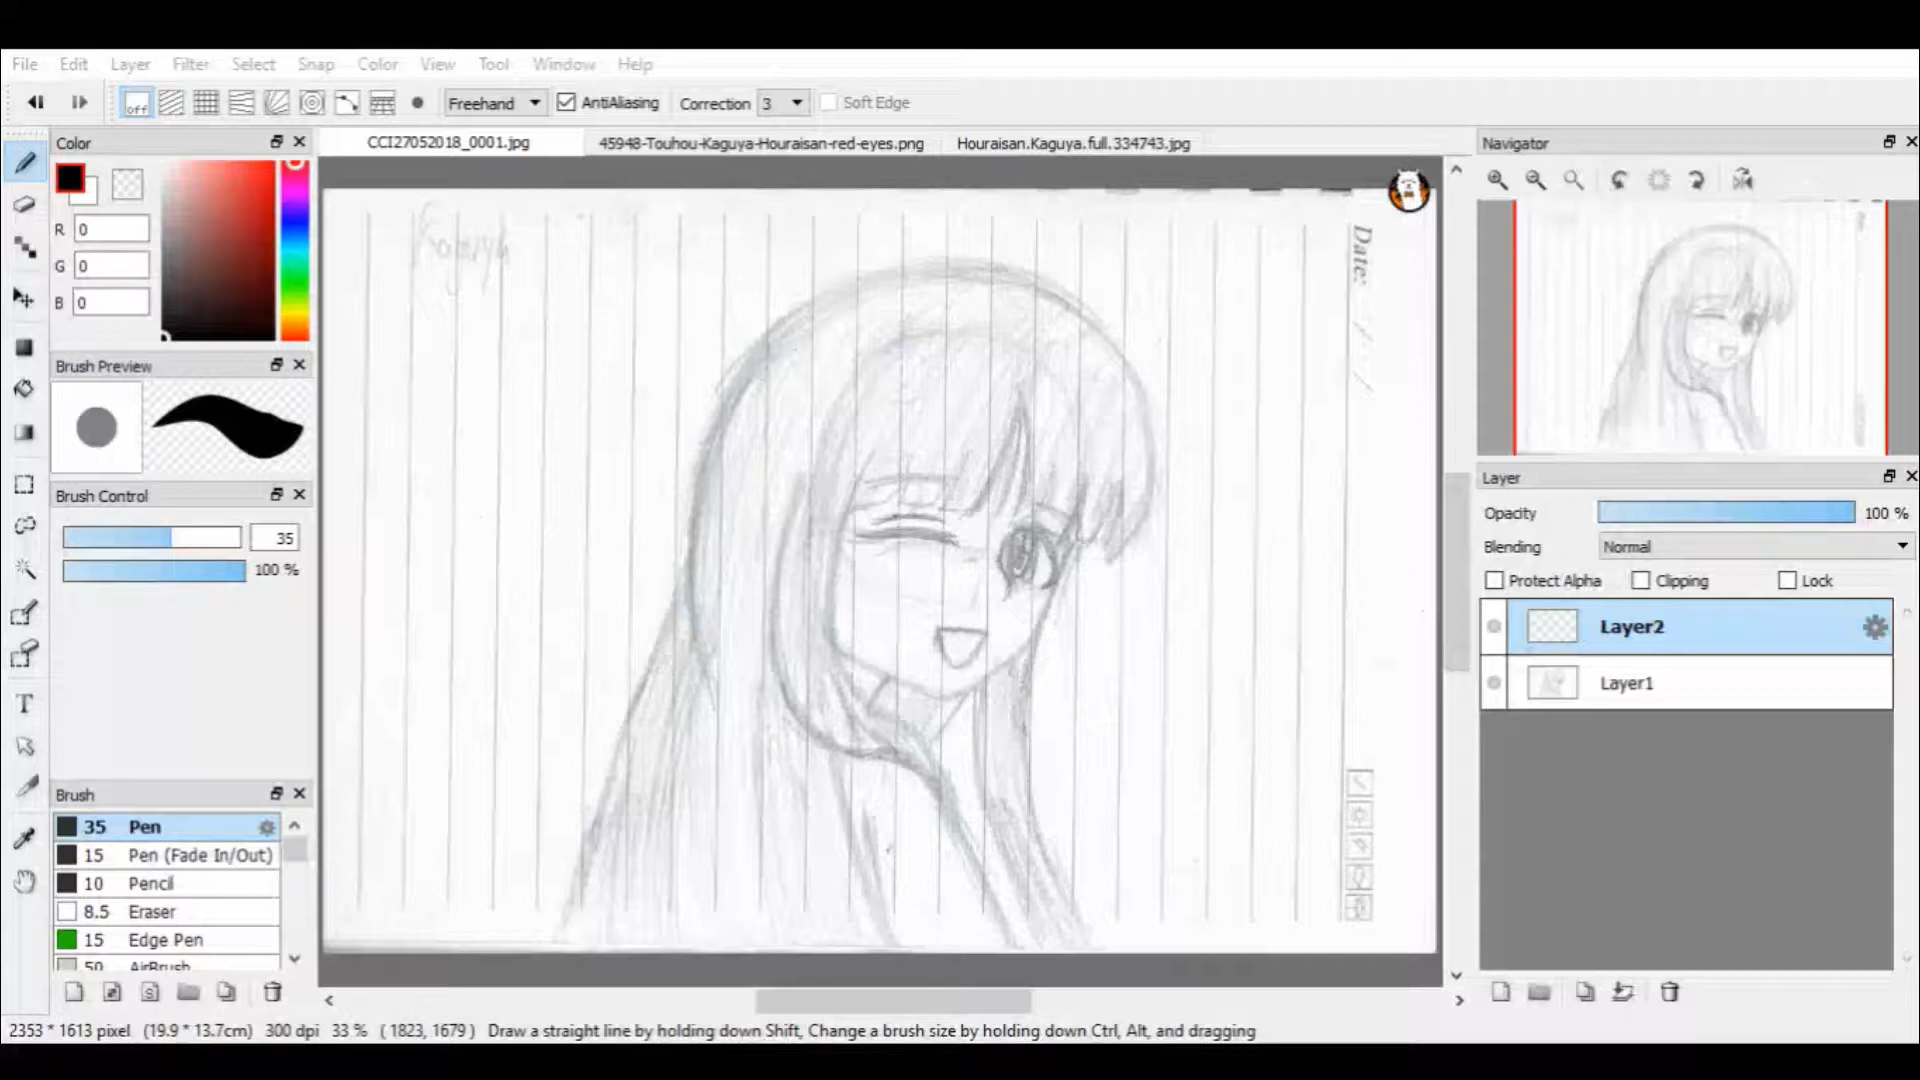 File Edit Layer Filter Select Snap Color View Tool Window Help
off Freehand AntiAliasing Correction 3 Soft Edge
Color
CCI27052018_0001.jpg 45948-Touhou-Kaguya-Houraisan-red-eyes.png Houraisan.Kaguya.full.334743.jpg
Navigator
R 0
G 0
B 0
Kaguya
Date: / /
Brush Preview
Brush Control
35
100 %
Layer
Opacity 100 %
Blending Normal
Protect Alpha Clipping Lock
Layer2
Layer1
Brush
35 Pen
15 Pen (Fade In/Out)
10 Pencil
8.5 Eraser
15 Edge Pen
50 AirBrush
T
S
2353 * 1613 pixel (19.9 * 13.7cm) 300 dpi 33 % ( 1823, 1679 ) Draw a straight line by holding down Shift, Change a brush size by holding down Ctrl, Alt, and dragging